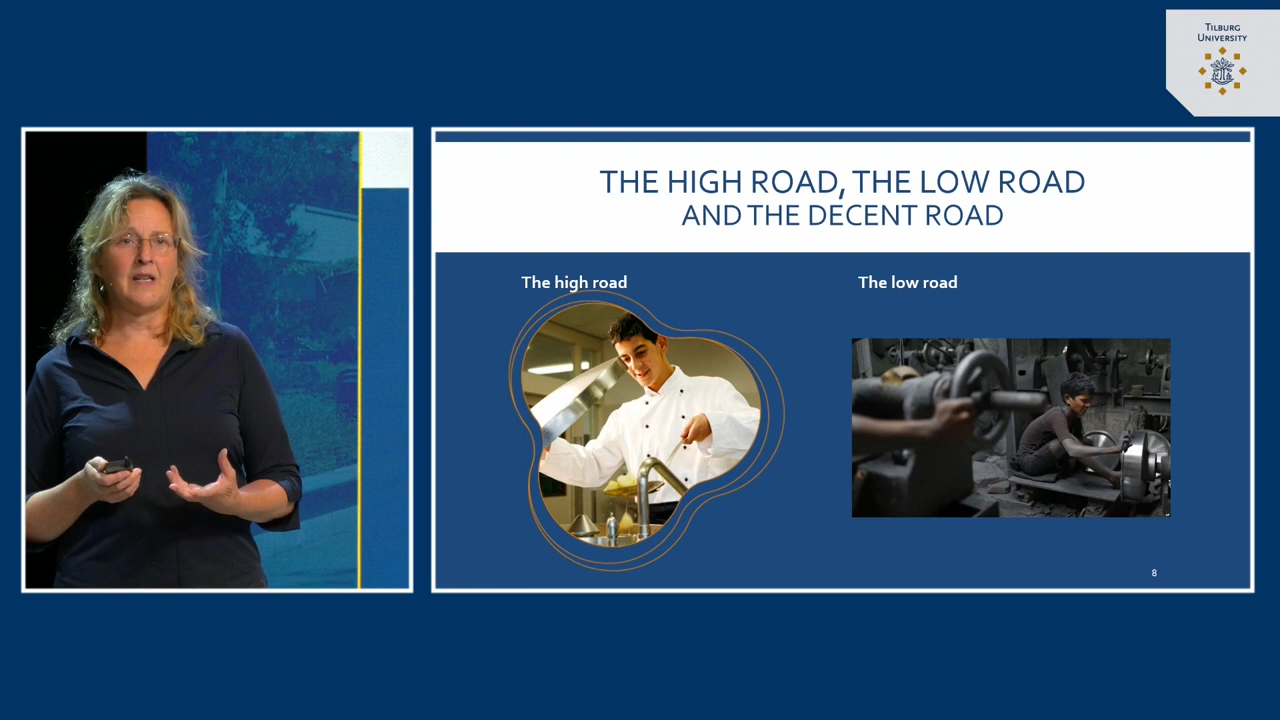 TILBURG
UNIVERSITY
THE HIGH ROAD, THE LOW ROAD
AND THE DECENT ROAD
The high road
The low road
8